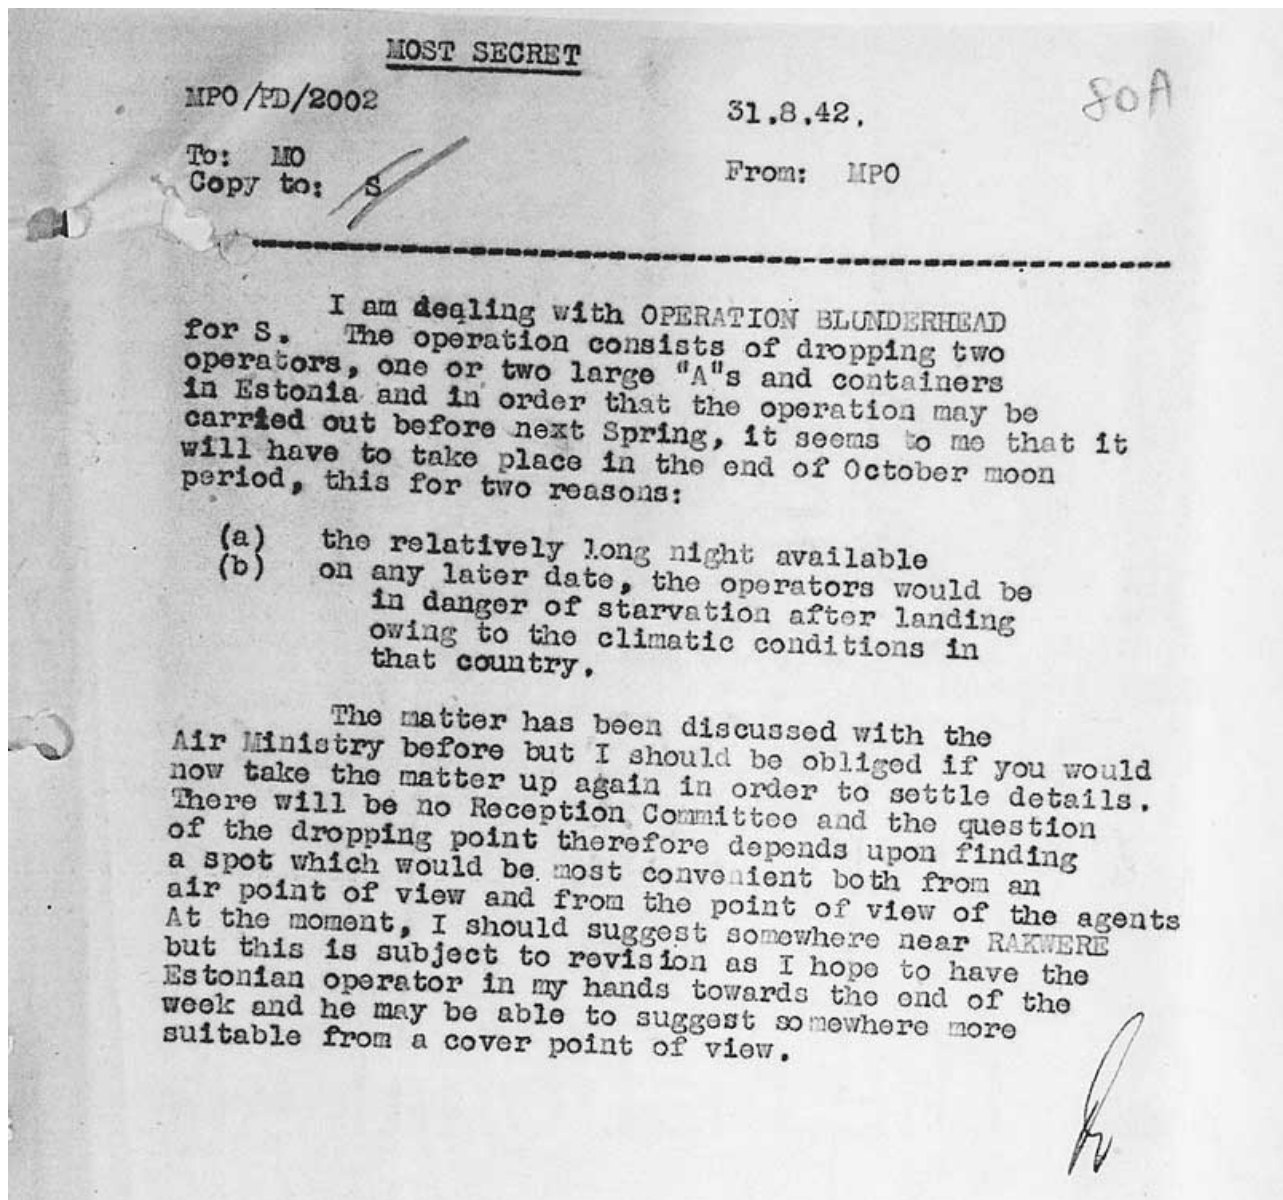 MOST SECRET
MPO/PD/2002
31.8.42.
80A
To: MO
From: MPO
Copy to: S
I am dealing with OPERATION BLUNDERHEAD
for S. The operation consists of dropping two
operators, one or two large "A"s and containers
in Estonia and in order that the operation may be
carried out before next Spring, it seems to me that it
will have to take place in the end of October moon
period, this for two reasons:
(a) the relatively long night available
(b) on any later date, the operators would be
in danger of starvation after landing
owing to the climatic conditions in
that country.
The matter has been discussed with the
Air Ministry before but I should be obliged if you would
now take the matter up again in order to settle details.
There will be no Reception Committee and the question
of the dropping point therefore depends upon finding
a spot which would be most convenient both from an
air point of view and from the point of view of the agents
At the moment, I should suggest somewhere near RAKWERE
but this is subject to revision as I hope to have the
Estonian operator in my hands towards the end of the
week and he may be able to suggest somewhere more
suitable from a cover point of view.